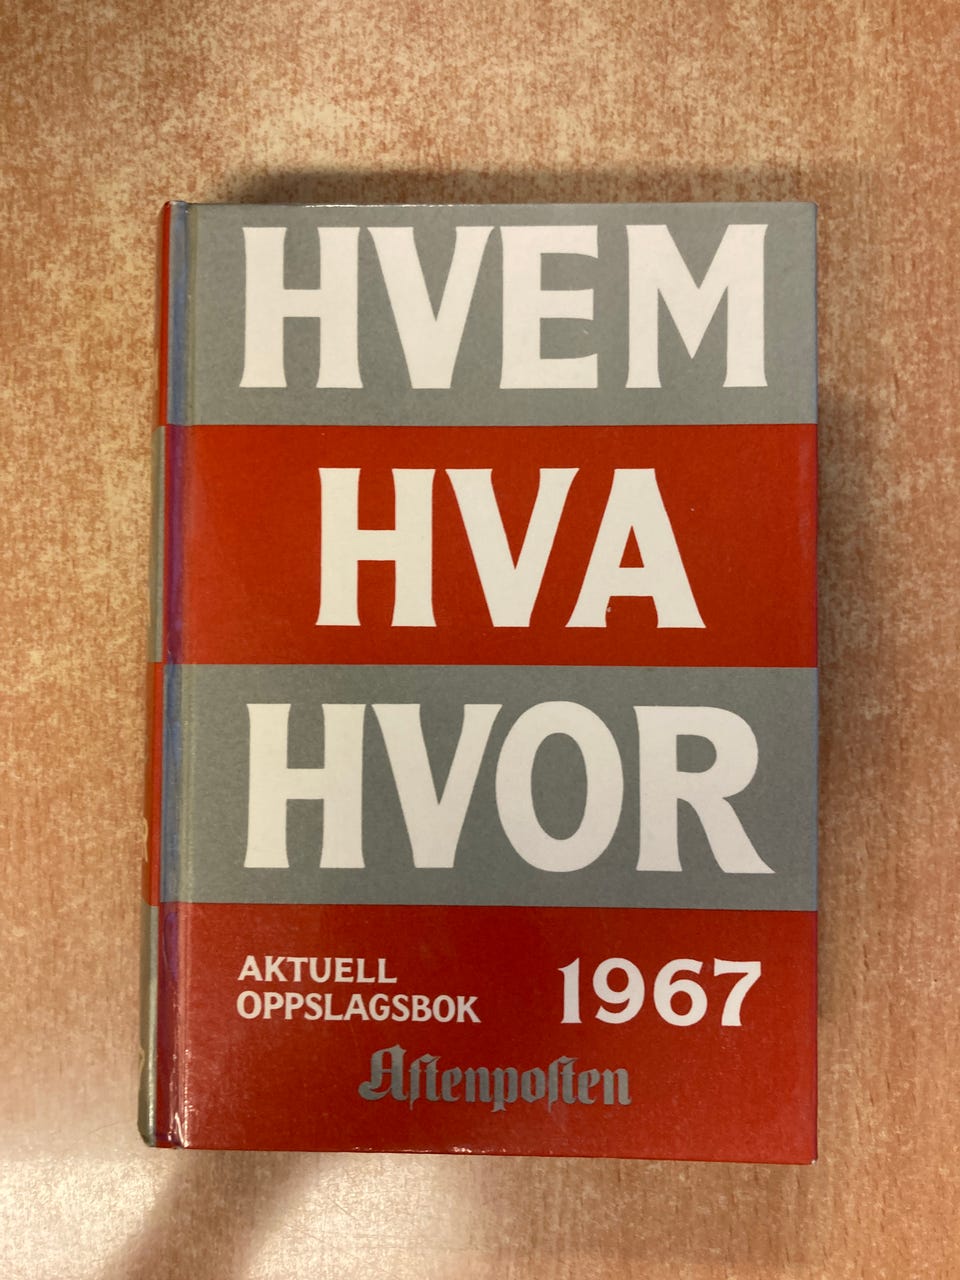 HVEM
HVA
HVOR
AKTUELL
OPPSLAGSBOK
1967
Aftenposten